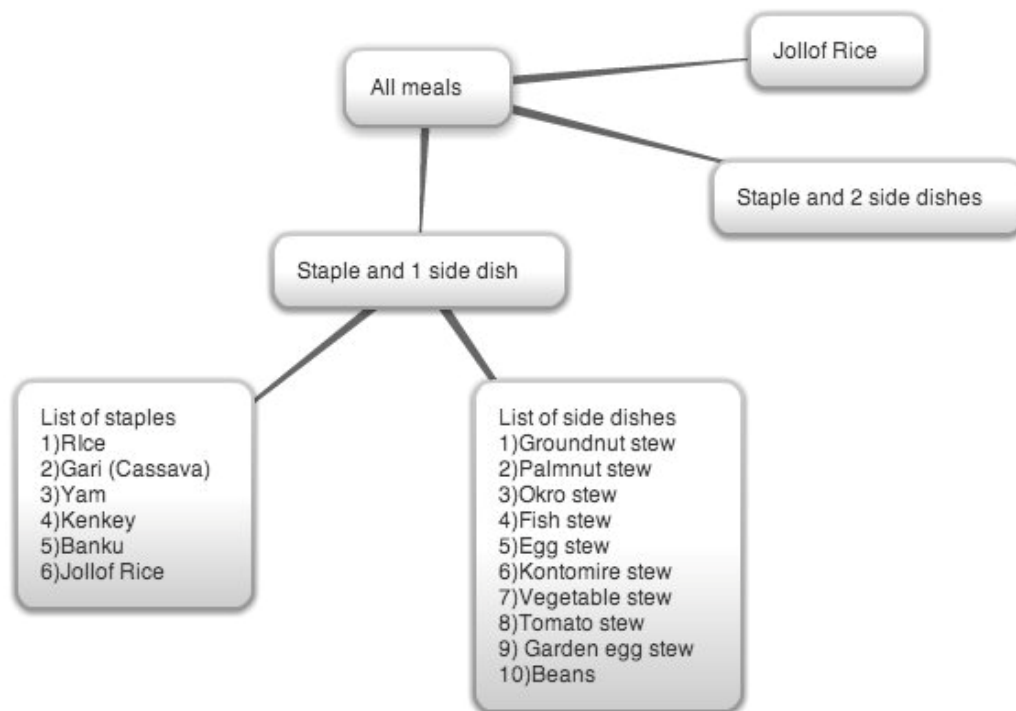 Jollof Rice
All meals
Staple and 2 side dishes
Staple and 1 side dish
List of staples
1)RIce
2)Gari (Cassava)
3)Yam
4)Kenkey
5)Banku
6)Jollof Rice
List of side dishes
1)Groundnut stew
2)Palmnut stew
3)Okro stew
4)Fish stew
5)Egg stew
6)Kontomire stew
7)Vegetable stew
8)Tomato stew
9) Garden egg stew
10)Beans